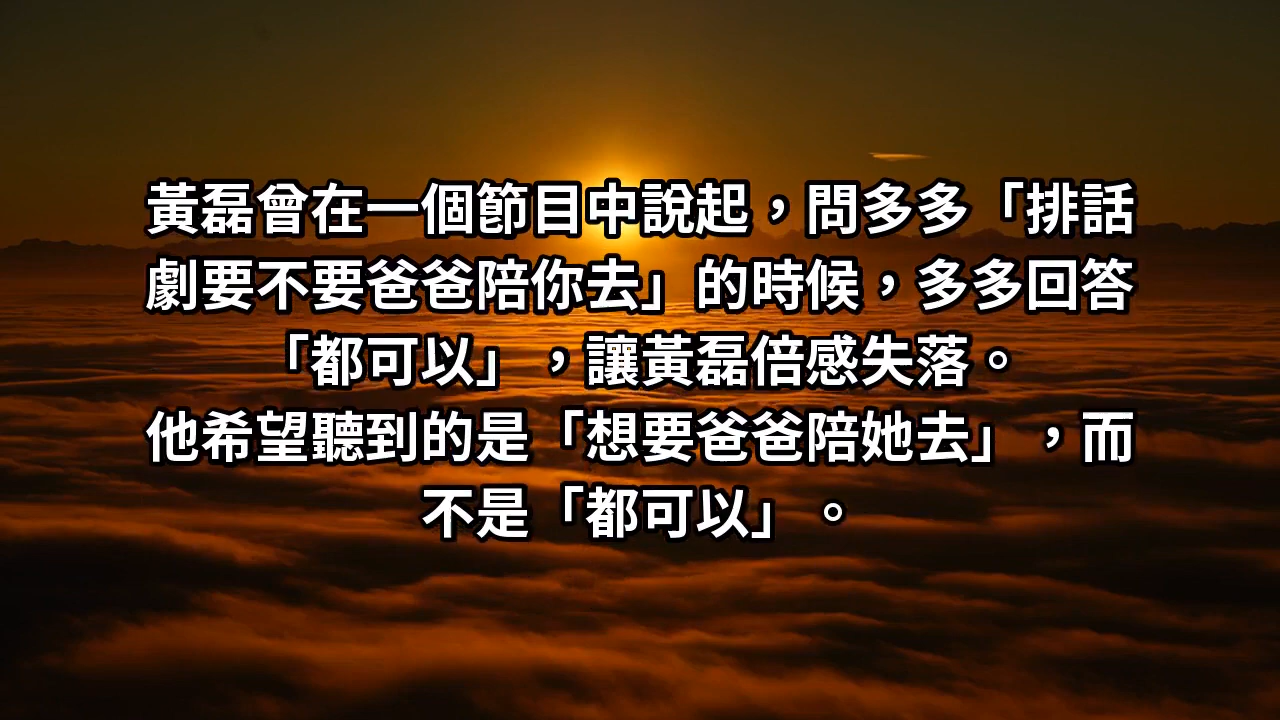 黃磊曾在一個節目中說起，問多多「排話
劇要不要爸爸陪你去」的時候，多多回答
「都可以」，讓黃磊倍感失落。
他希望聽到的是「想要爸爸陪她去」，而
不是「都可以」。